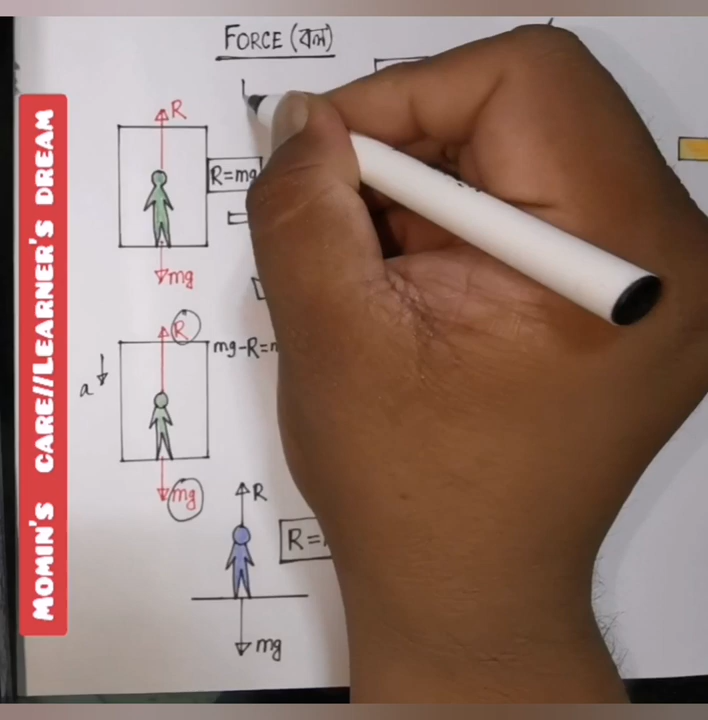 FORCE (বল)
R
R=mg
mg
R
mg-R=
a
mg
R
R=
mg
MOMIN'S CARE//LEARNER'S DREAM